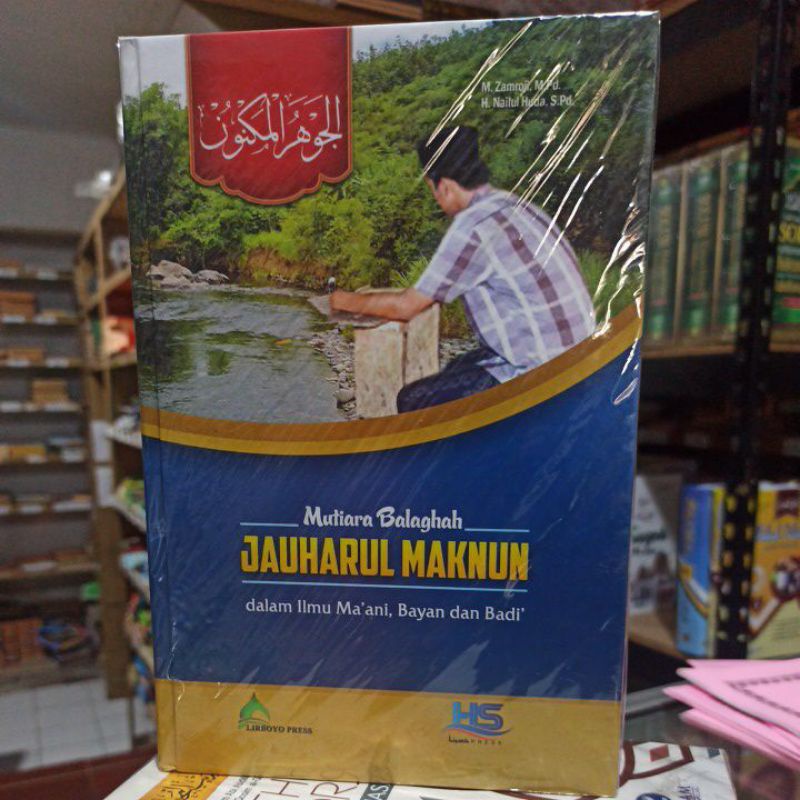 الجوهر المكنون
M. Zamroji, M.Pd.
H. Nailul Huda, S.Pd.
Mutiara Balaghah
JAUHARUL MAKNUN
dalam Ilmu Ma'ani, Bayan dan Badi'
LIRBOYO PRESS
HS
PRESS